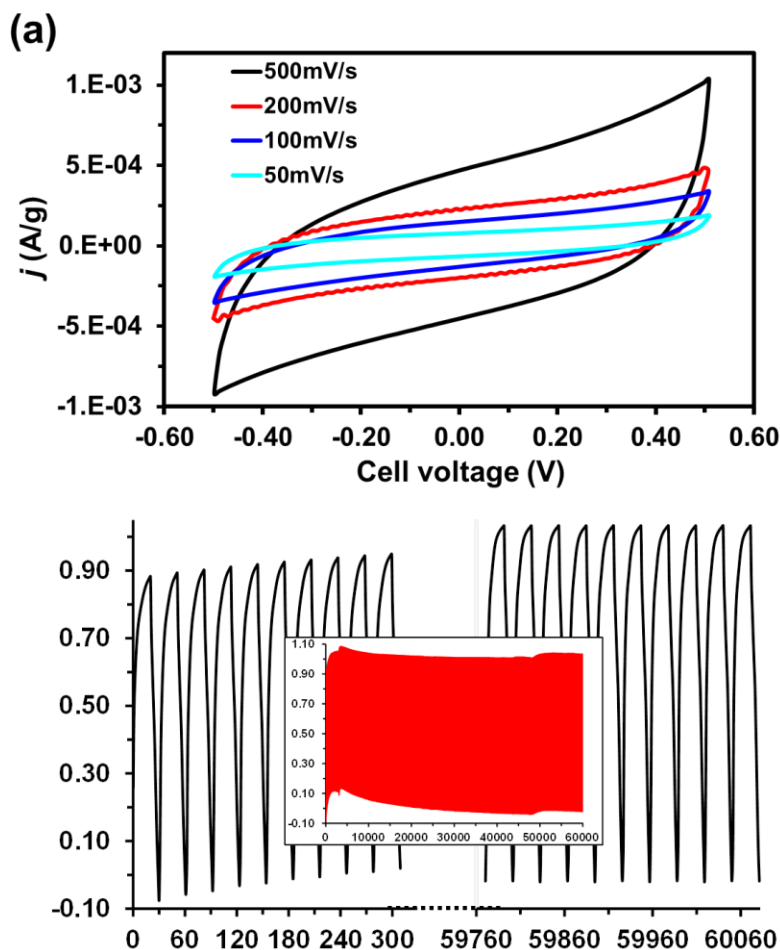 (a)
1.E-03
5.E-04
0.E+00
-5.E-04
-1.E-03
j (A/g)
500mV/s
200mV/s
100mV/s
50mV/s
-0.60 -0.40 -0.20 0.00 0.20 0.40 0.60
Cell voltage (V)
0.90
0.70
0.50
0.30
0.10
-0.10
1.10
0.90
0.70
0.50
0.30
0.10
-0.10
0 10000 20000 30000 40000 50000 60000
0 60 120 180 240 300 59760 59860 59960 60060